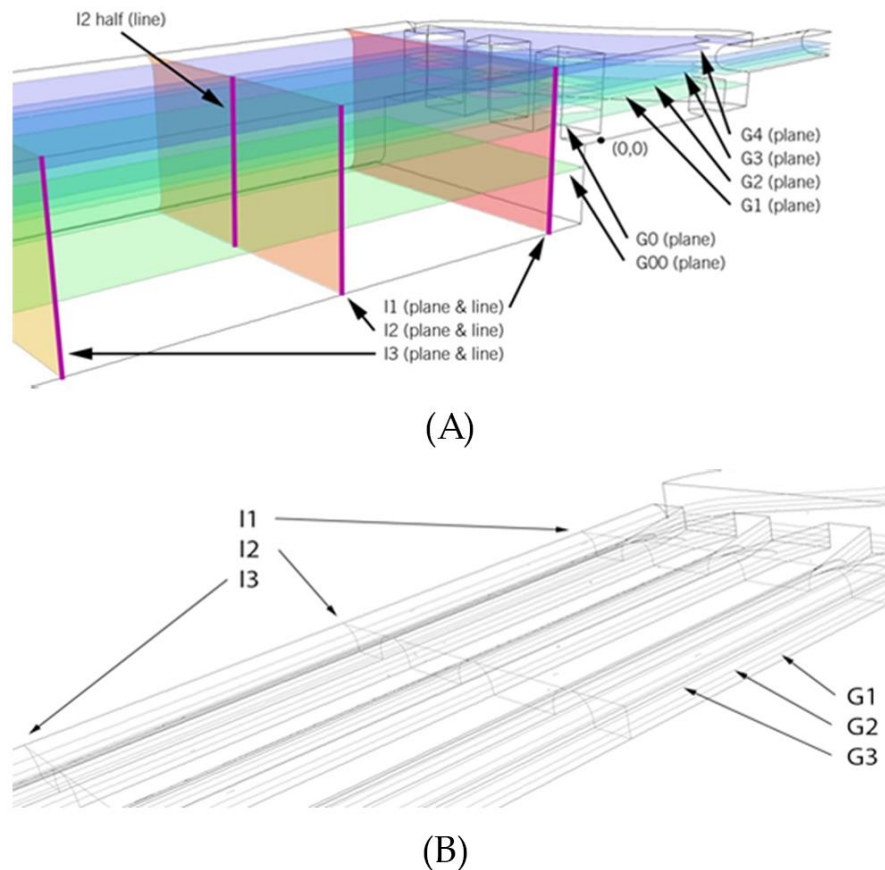 I2 half (line)
G4 (plane)
(0,0)
G3 (plane)
G2 (plane)
G1 (plane)
G0 (plane)
G00 (plane)
I1 (plane & line)
I2 (plane & line)
I3 (plane & line)
(A)
I1
I2
I3
G1
G2
G3
(B)